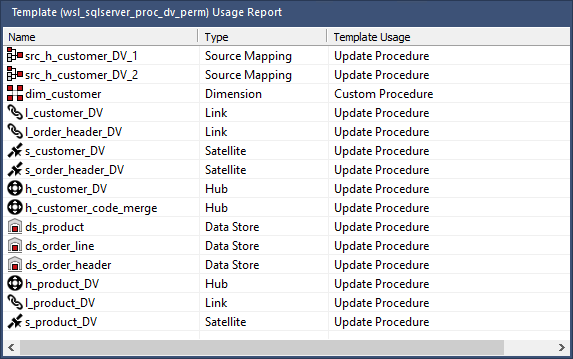 Template (wsl_sqlserver_proc_dv_perm) Usage Report
Name Type Template Usage
src_h_customer_DV_1 Source Mapping Update Procedure
src_h_customer_DV_2 Source Mapping Update Procedure
dim_customer Dimension Custom Procedure
l_customer_DV Link Update Procedure
l_order_header_DV Link Update Procedure
s_customer_DV Satellite Update Procedure
s_order_header_DV Satellite Update Procedure
h_customer_DV Hub Update Procedure
h_customer_code_merge Hub Update Procedure
ds_product Data Store Update Procedure
ds_order_line Data Store Update Procedure
ds_order_header Data Store Update Procedure
h_product_DV Hub Update Procedure
l_product_DV Link Update Procedure
s_product_DV Satellite Update Procedure